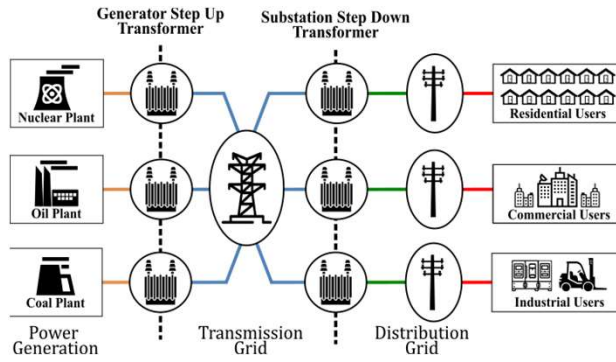 Generator Step Up
Transformer
Substation Step Down
Transformer
Nuclear Plant
Residential Users
Oil Plant
Commercial Users
Coal Plant
Industrial Users
Power
Generation
Transmission
Grid
Distribution
Grid